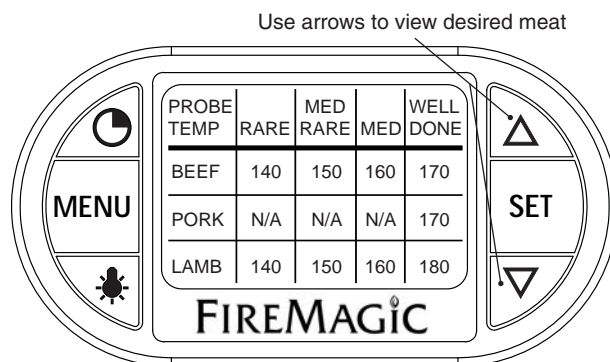 Use arrows to view desired meat
MENU
PROBE TEMP RARE MED RARE MED WELL DONE
BEEF 140 150 160 170
PORK N/A N/A N/A 170
LAMB 140 150 160 180
SET
FIREMAGIC